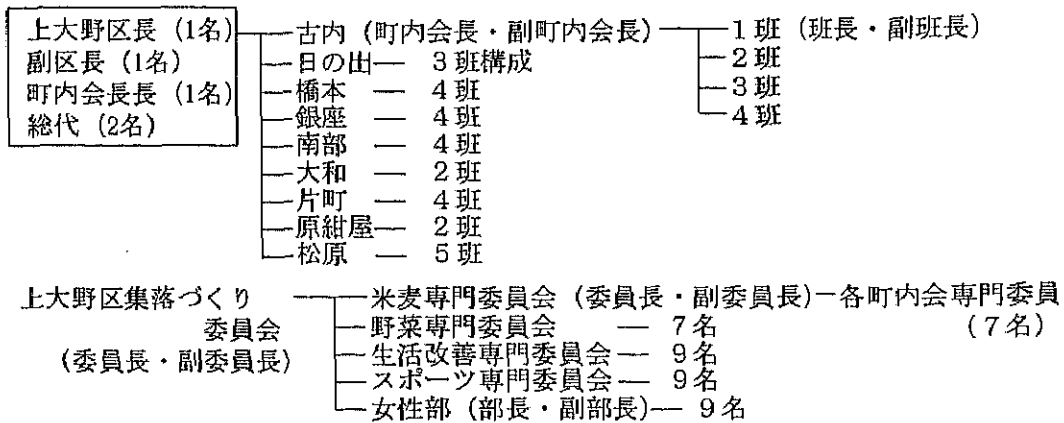 上大野区長 (1名) 古内 (町内会長・副町内会長) 1班 (班長・副班長)
副区長 (1名) 日の出 3班構成 2班
町内会長長 (1名) 橋本 4班 3班
総代 (2名) 銀座 4班 4班
南部 4班
大和 2班
片町 4班
原紺屋 2班
松原 5班
上大野区集落づくり 米麦専門委員会 (委員長・副委員長) 各町内会専門委員
委員会 野菜専門委員会 7名 (7名)
(委員長・副委員長) 生活改善専門委員会 9名
スポーツ専門委員会 9名
女性部 (部長・副部長) 9名